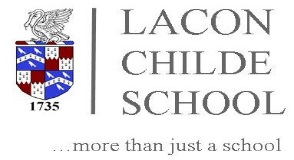 LACON
CHILDE
SCHOOL
1735
...more than just a school